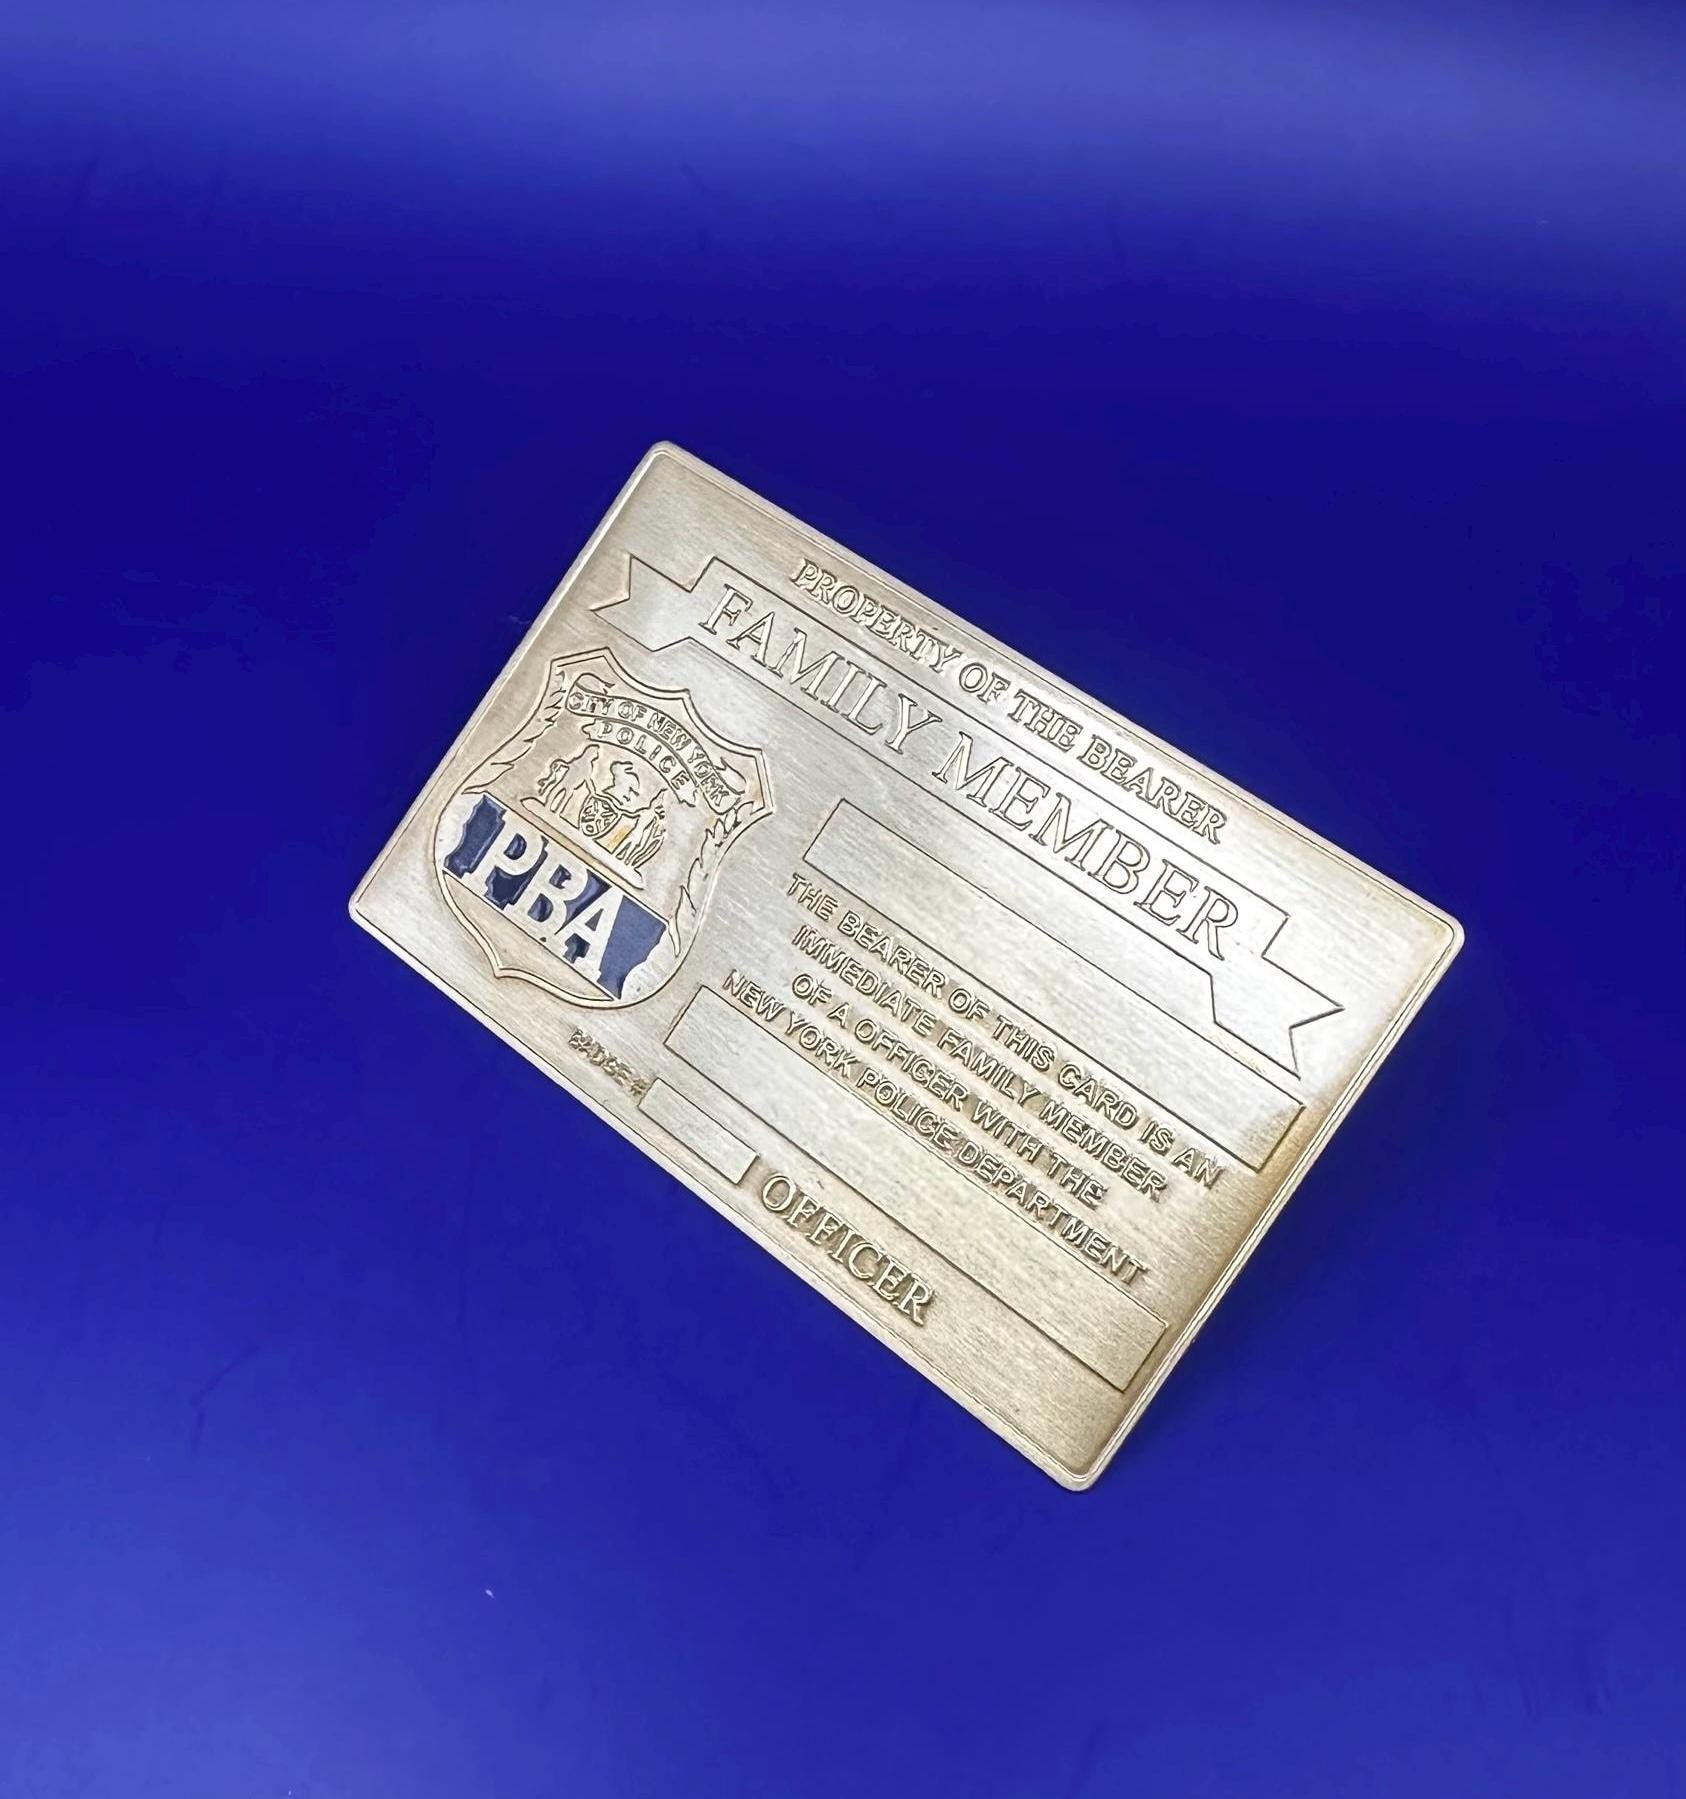 PROPERTY OF THE BEARER
FAMILY MEMBER
CITY OF NEW YORK
POLICE
PBA
THE BEARER OF THIS CARD IS AN
IMMEDIATE FAMILY MEMBER
OF A OFFICER WITH THE
NEW YORK POLICE DEPARTMENT
BADGE #
OFFICER